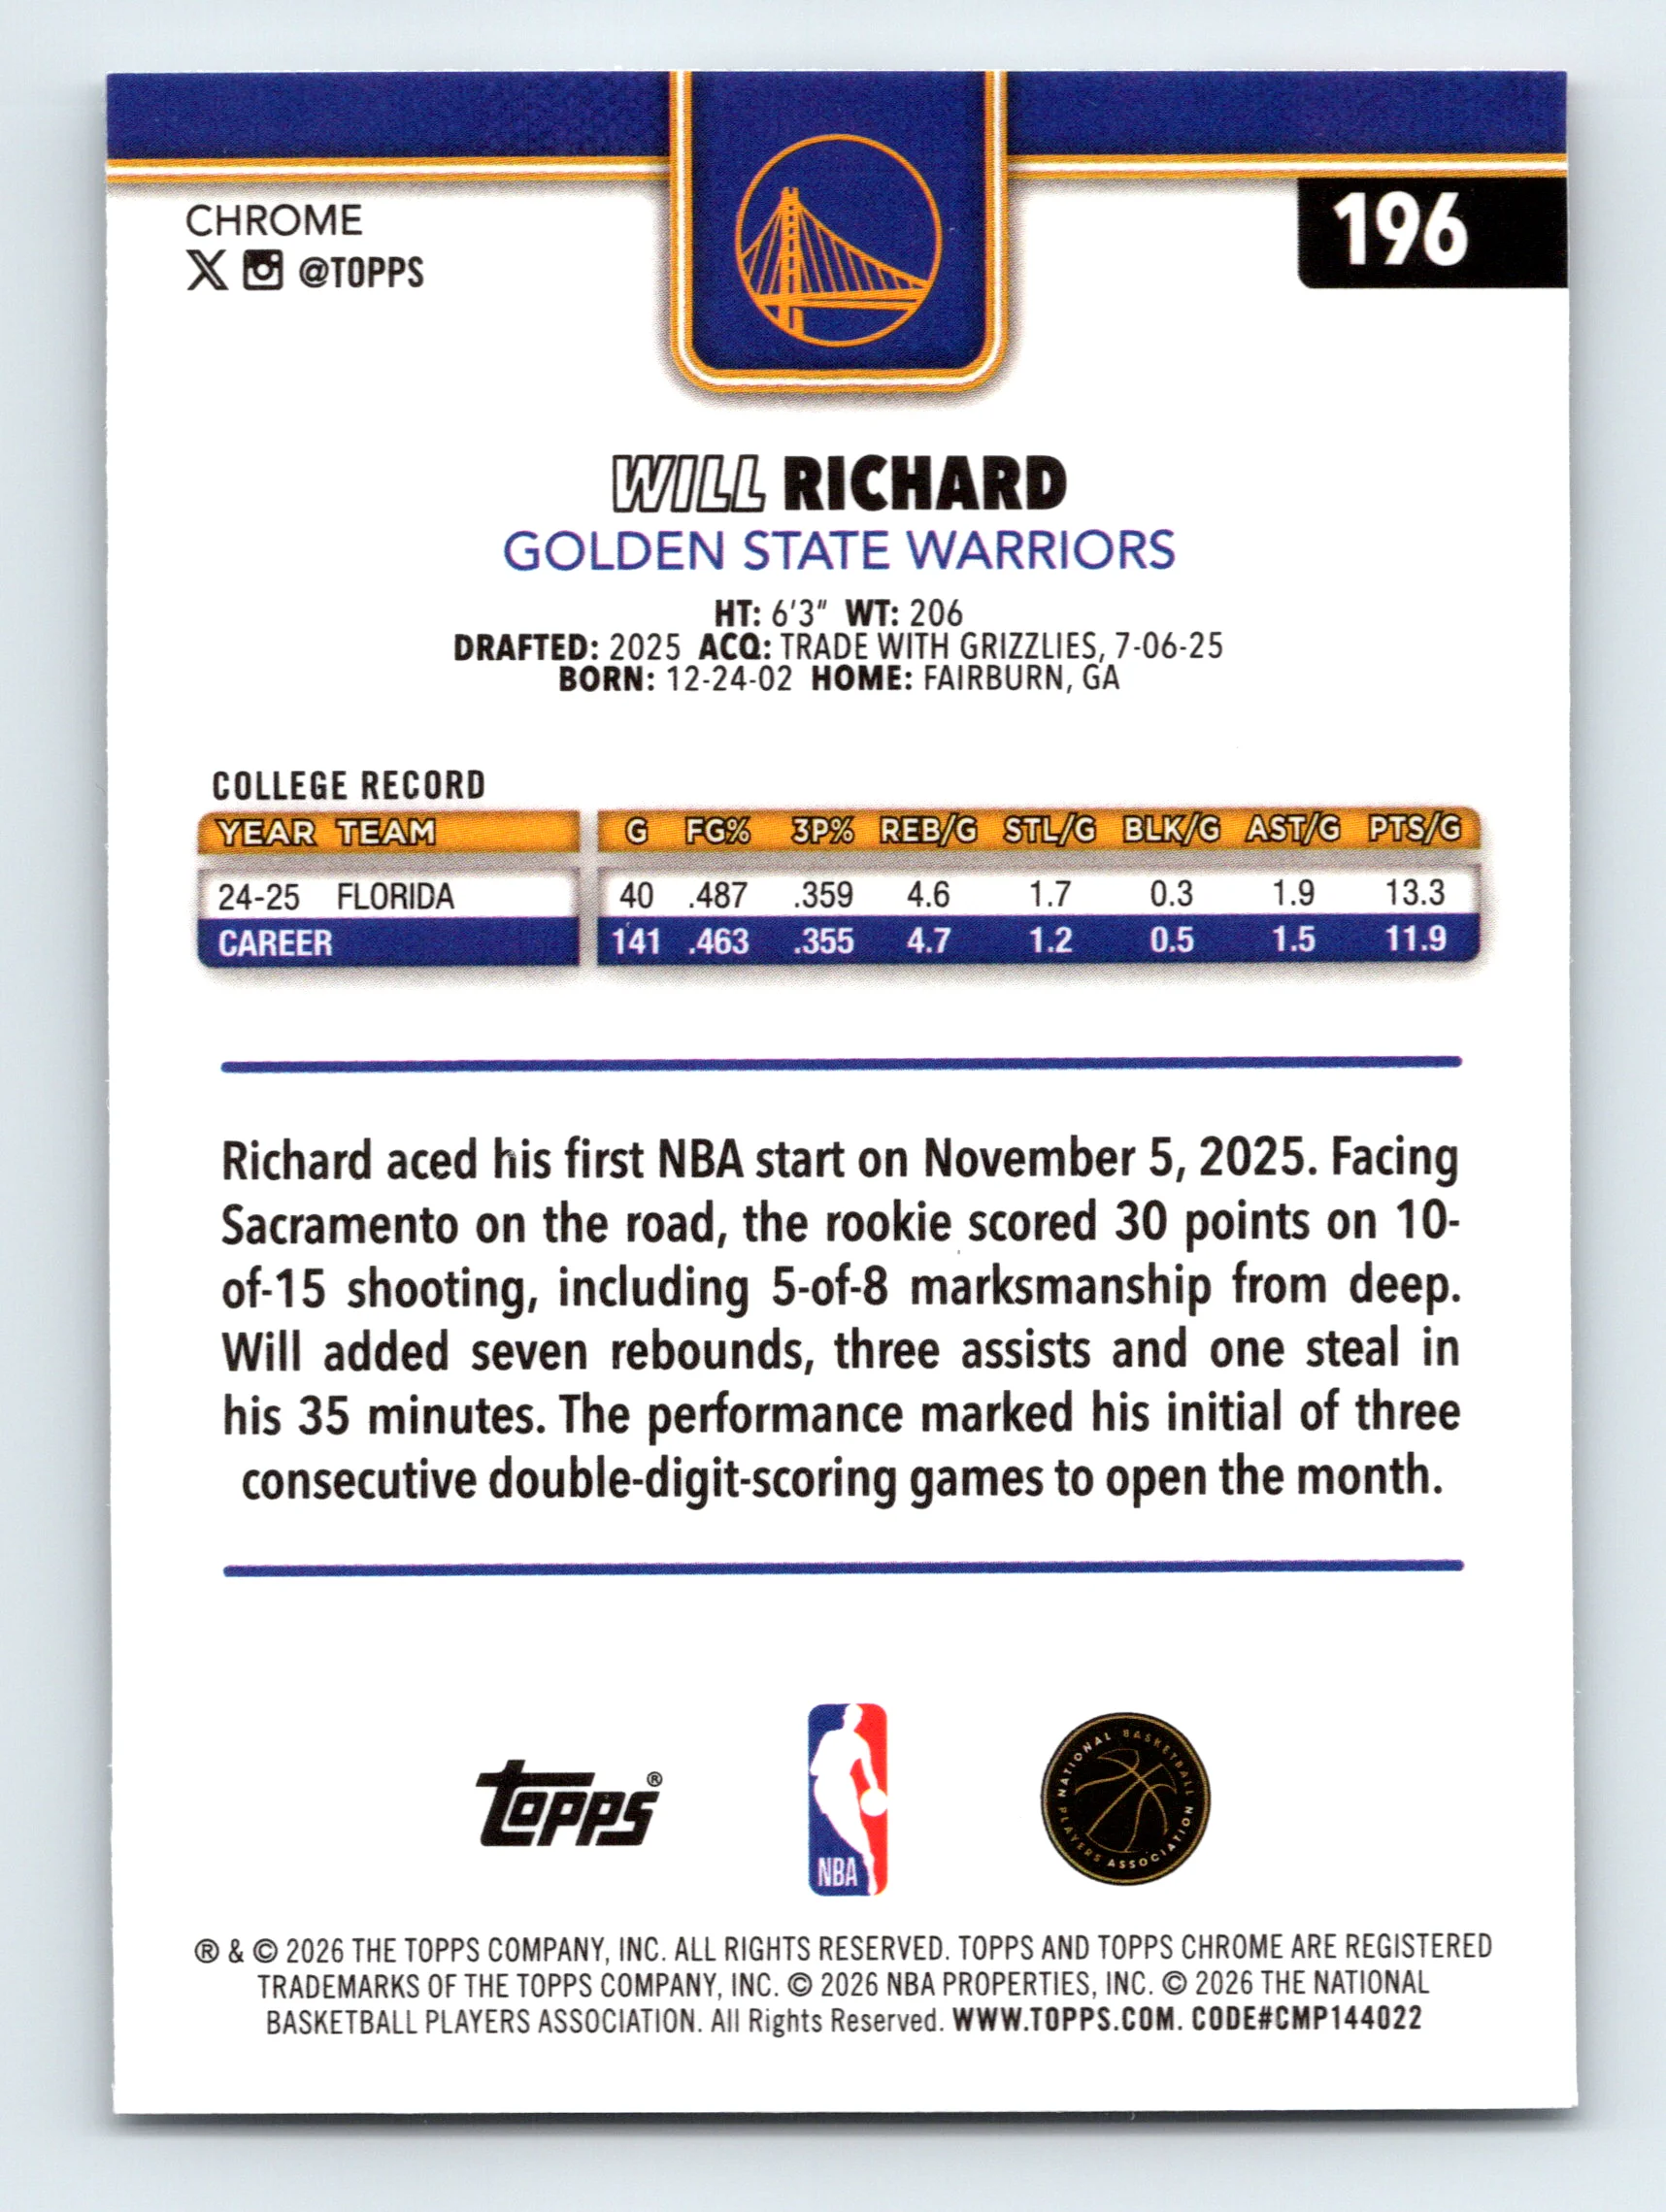 CHROME
196
X @TOPPS
WILL RICHARD
GOLDEN STATE WARRIORS
HT: 6'3" WT: 206
DRAFTED: 2025 ACQ: TRADE WITH GRIZZLIES, 7-06-25
BORN: 12-24-02 HOME: FAIRBURN, GA
COLLEGE RECORD
YEAR TEAM G FG% 3P% REB/G STL/G BLK/G AST/G PTS/G
24-25 FLORIDA 40 .487 .359 4.6 1.7 0.3 1.9 13.3
CAREER 141 .463 .355 4.7 1.2 0.5 1.5 11.9
Richard aced his first NBA start on November 5, 2025. Facing
Sacramento on the road, the rookie scored 30 points on 10-
of-15 shooting, including 5-of-8 marksmanship from deep.
Will added seven rebounds, three assists and one steal in
his 35 minutes. The performance marked his initial of three
consecutive double-digit-scoring games to open the month.
topps®
NBA
NATIONAL BASKETBALL PLAYERS ASSOCIATION
® & © 2026 THE TOPPS COMPANY, INC. ALL RIGHTS RESERVED. TOPPS AND TOPPS CHROME ARE REGISTERED
TRADEMARKS OF THE TOPPS COMPANY, INC. © 2026 NBA PROPERTIES, INC. © 2026 THE NATIONAL
BASKETBALL PLAYERS ASSOCIATION. All Rights Reserved. WWW.TOPPS.COM. CODE#CMP144022